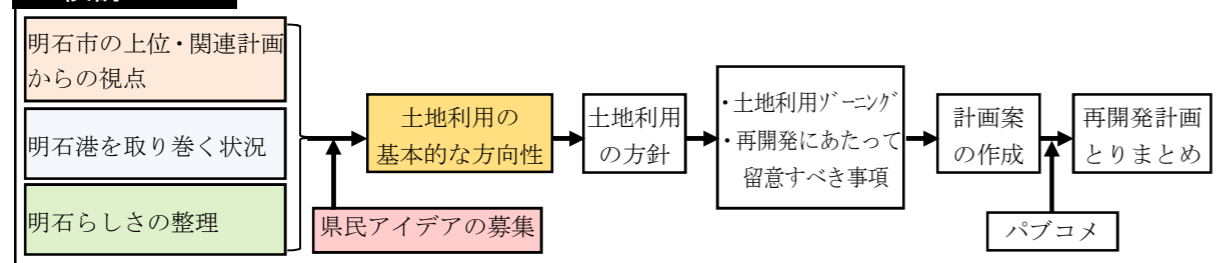 明石市の上位・関連計画
からの視点
明石港を取り巻く状況
明石らしさの整理
県民アイデアの募集
土地利用の
基本的な方向性
土地利用
の方針
・土地利用ゾーニング
・再開発にあたって
留意すべき事項
計画案
の作成
パブコメ
再開発計画
とりまとめ